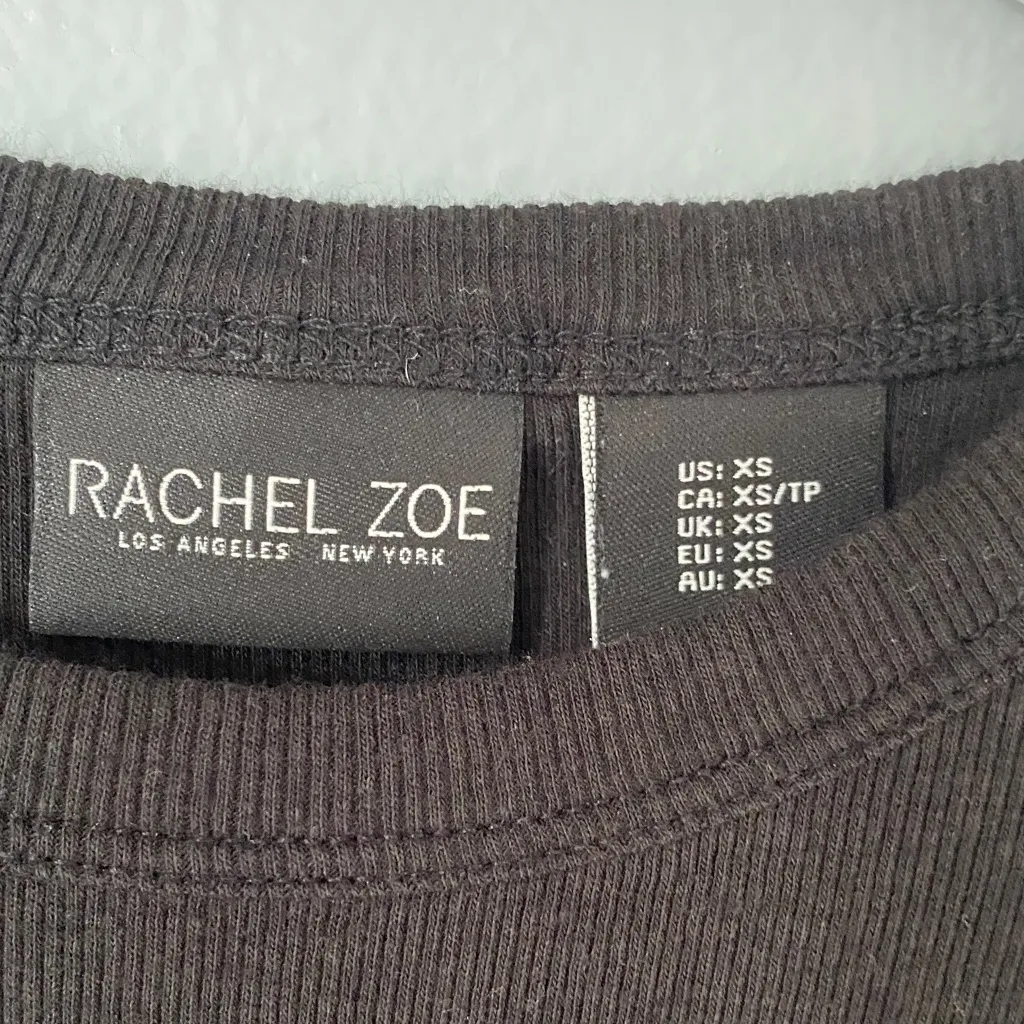 RACHEL ZOE
LOS ANGELES NEW YORK
US: XS
CA: XS/TP
UK: XS
EU: XS
AU: XS